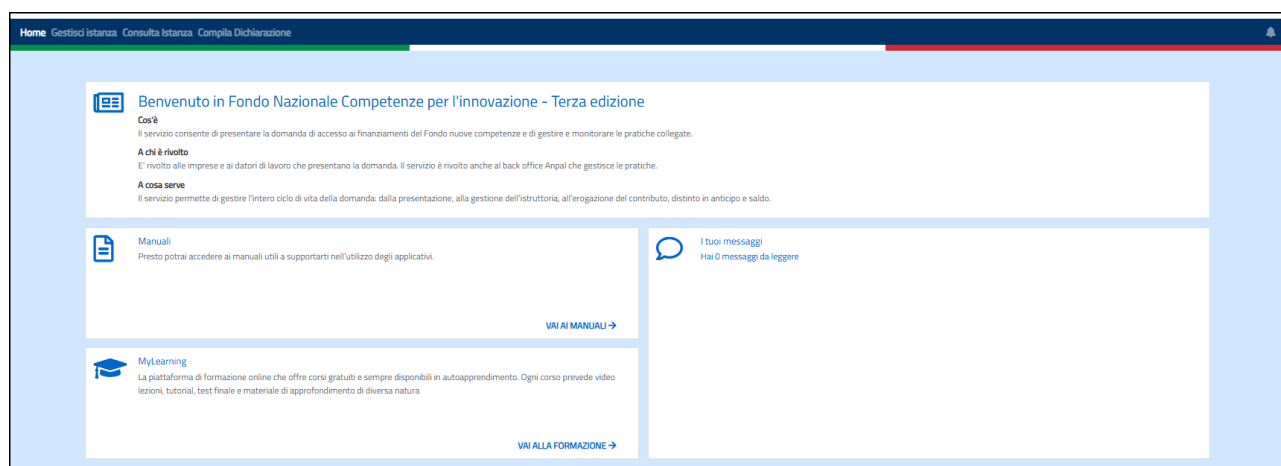 Home Gestisci istanza Consulta Istanza Compila Dichiarazione
Benvenuto in Fondo Nazionale Competenze per l'innovazione - Terza edizione
Cos'è
Il servizio consente di presentare la domanda di accesso ai finanziamenti del Fondo nuove competenze e di gestire e monitorare le pratiche collegate.
A chi è rivolto
E' rivolto alle imprese e ai datori di lavoro che presentano la domanda. Il servizio è rivolto anche al back office Anpal che gestisce le pratiche.
A cosa serve
Il servizio permette di gestire l'intero ciclo di vita della domanda: dalla presentazione, alla gestione dell'istruttoria, all'erogazione del contributo, distinto in anticipo e saldo.
Manuali
Presto potrai accedere ai manuali utili a supportarti nell'utilizzo degli applicativi.
VAI AI MANUALI
I tuoi messaggi
Hai 0 messaggi da leggere
MyLearning
La piattaforma di formazione online che offre corsi gratuiti e sempre disponibili in autoapprendimento. Ogni corso prevede video
lezioni, tutorial, test finale e materiale di approfondimento di diversa natura
VAI ALLA FORMAZIONE